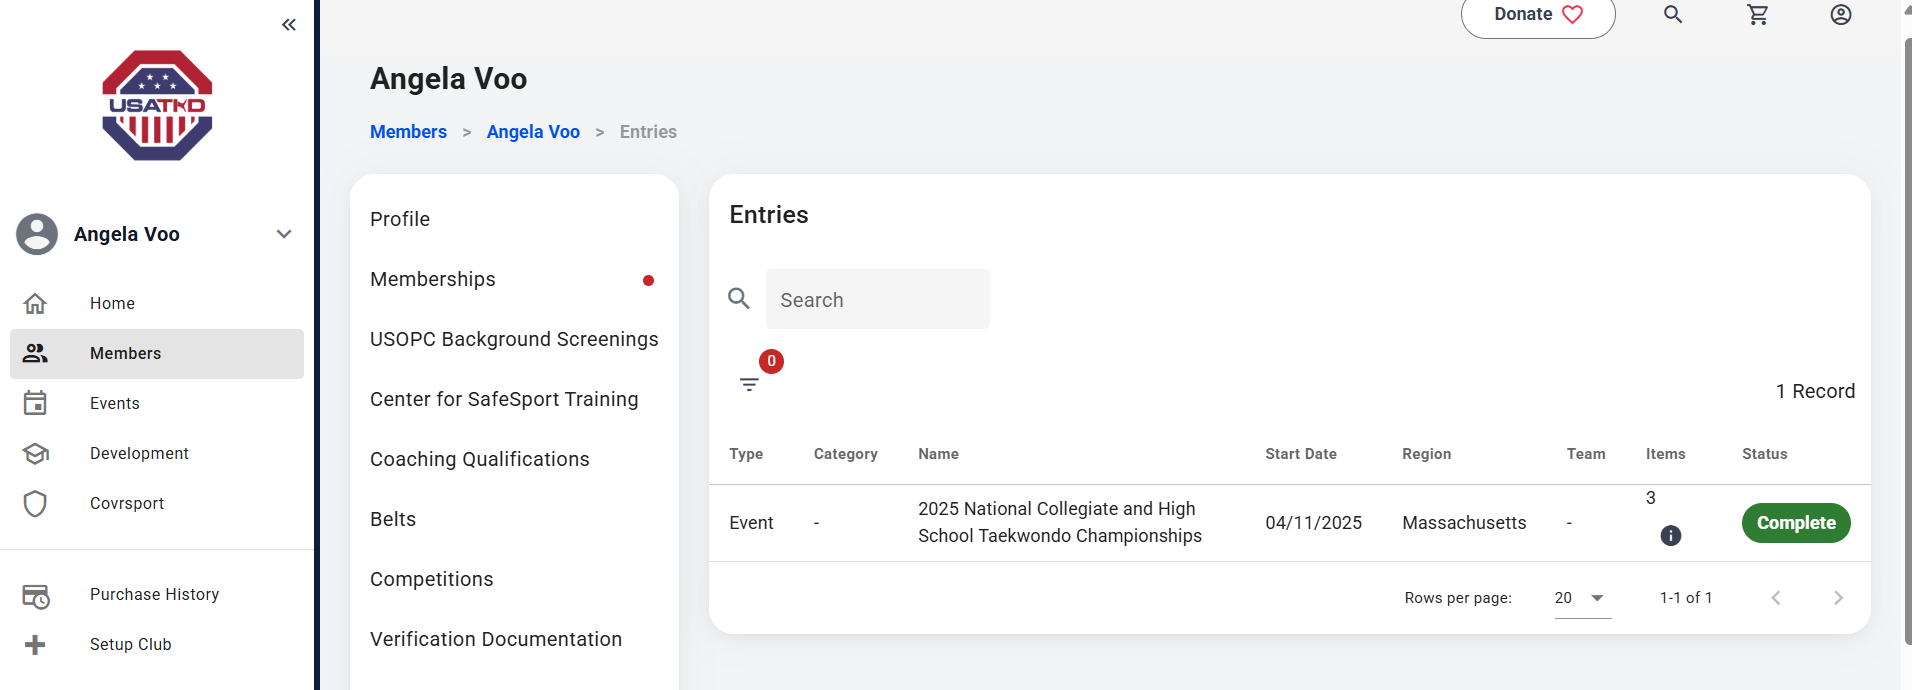 USATKD
Angela Voo
Home
Members
Events
Development
Covrsport
Purchase History
Setup Club
Donate
Angela Voo
Members > Angela Voo > Entries
Profile
Memberships
USOPC Background Screenings
Center for SafeSport Training
Coaching Qualifications
Belts
Competitions
Verification Documentation
Entries
Search
0
1 Record
Type Category Name Start Date Region Team Items Status
Event - 2025 National Collegiate and High School Taekwondo Championships 04/11/2025 Massachusetts - 3 Complete
Rows per page: 20 1-1 of 1